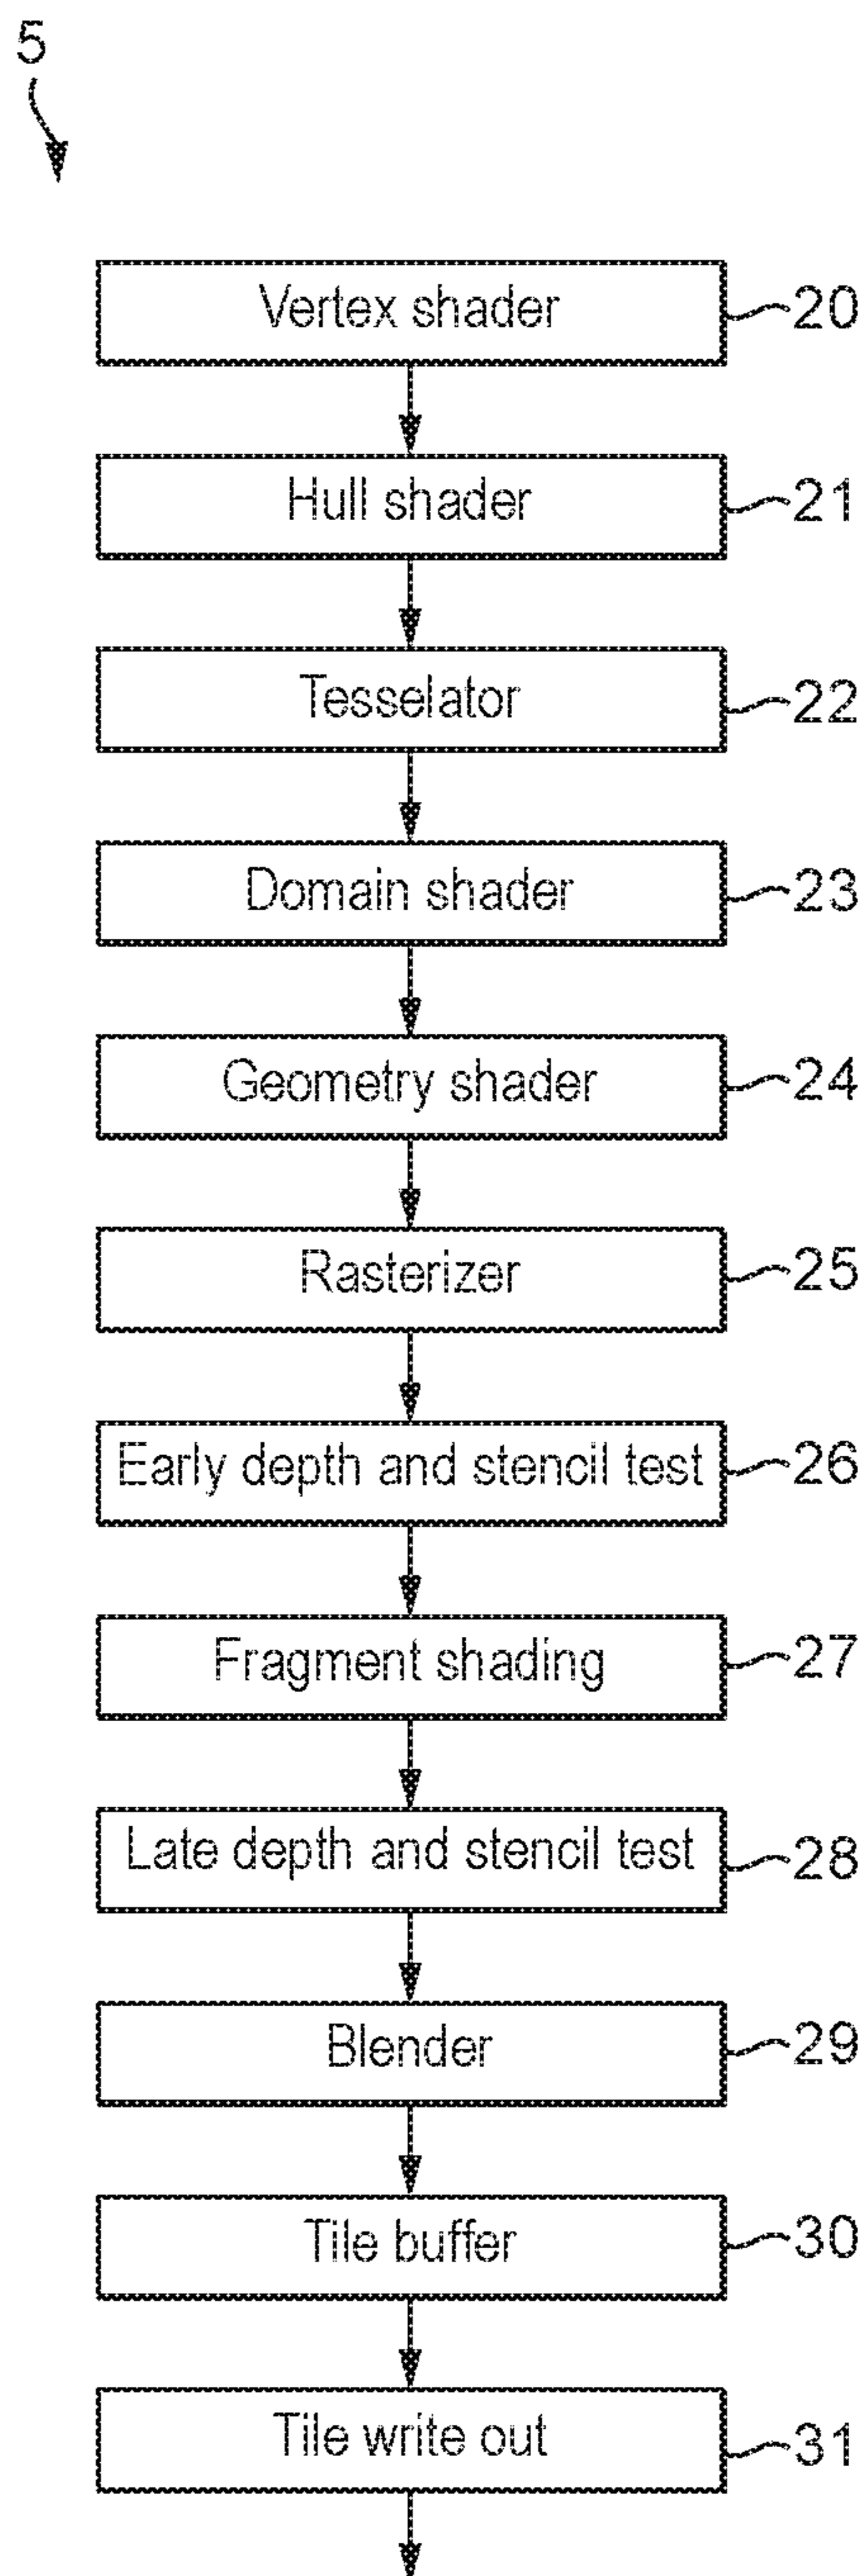 5
Vertex shader 20
Hull shader 21
Tesselator 22
Domain shader 23
Geometry shader 24
Rasterizer 25
Early depth and stencil test 26
Fragment shading 27
Late depth and stencil test 28
Blender 29
Tile buffer 30
Tile write out 31